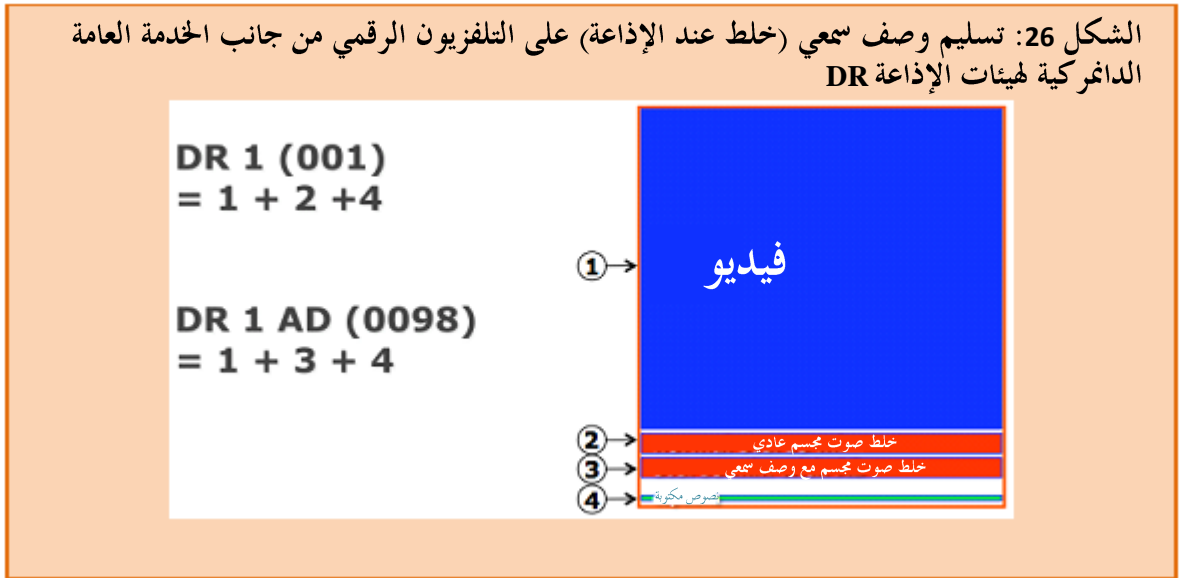 الشكل 26: تسليم وصف سمعي (خلط عند الإذاعة) على التلفزيون الرقمي من جانب الخدمة العامة
الدانمركية لهيئات الإذاعة DR
DR 1 (001)
= 1 + 2 +4
DR 1 AD (0098)
= 1 + 3 + 4
1
فيديو
2
خلط صوت مجسم عادي
3
خلط صوت مجسم مع وصف سمعي
4
نصوص مكتوبة